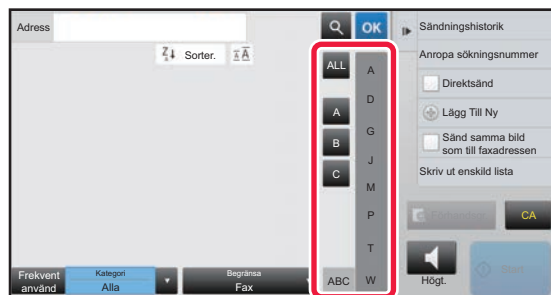 Adress
OK
Sorter.
ALL
A
B
C
A
D
G
J
M
P
T
W
ABC
Sändningshistorik
Anropa sökningsnummer
Direktsänd
Lägg Till Ny
Sänd samma bild
som till faxadressen
Skriv ut enskild lista
CA
Högt.
Start
Frekvent
använd
Kategori
Alla
Begränsa
Fax